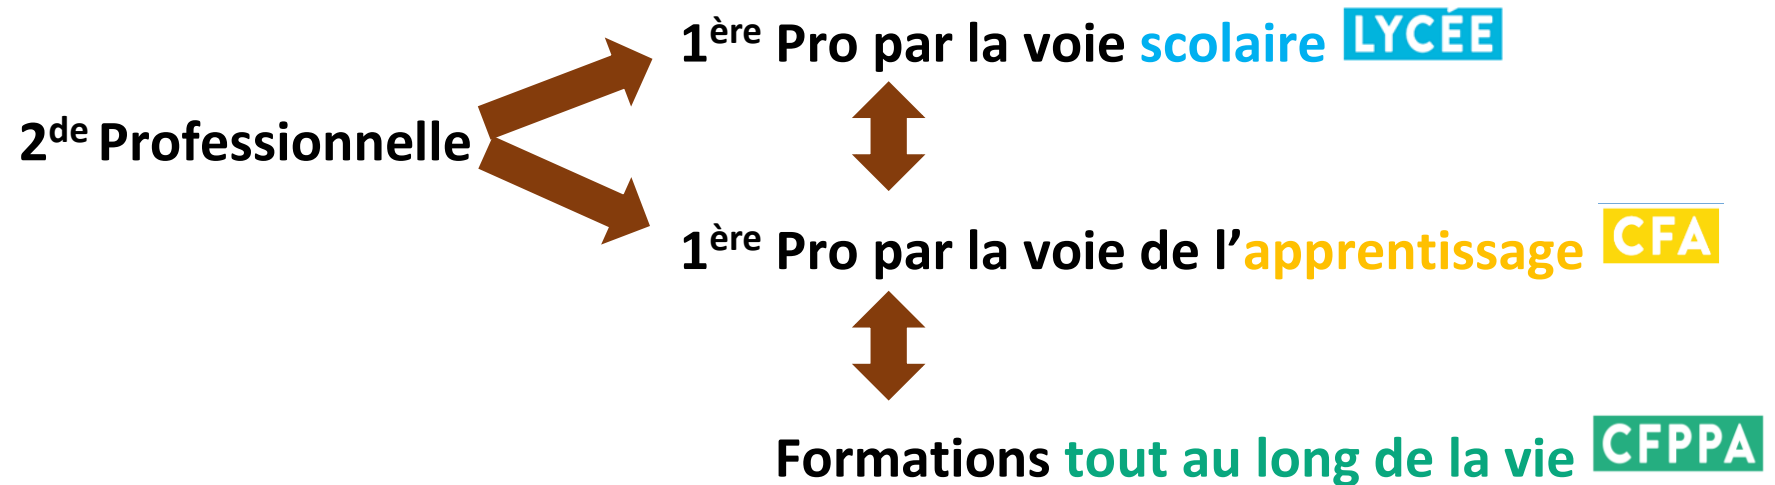 1ère Pro par la voie scolaire LYCÉE
2de Professionnelle
1ère Pro par la voie de l’apprentissage CFA
Formations tout au long de la vie CFPPA